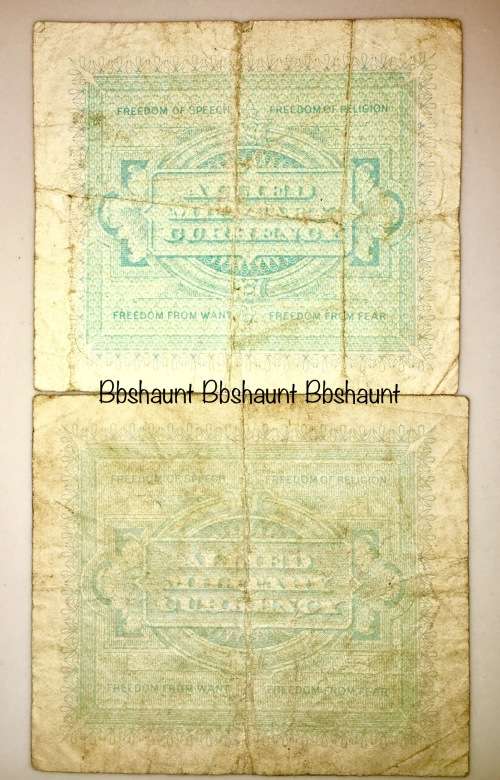 FREEDOM OF SPEECH FREEDOM OF RELIGION
ALLIED
MILITARY
CURRENCY
FREEDOM FROM WANT FREEDOM FROM FEAR
Bbshaunt Bbshaunt Bbshaunt
FREEDOM OF SPEECH FREEDOM OF RELIGION
ALLIED
MILITARY
CURRENCY
FREEDOM FROM WANT FREEDOM FROM FEAR